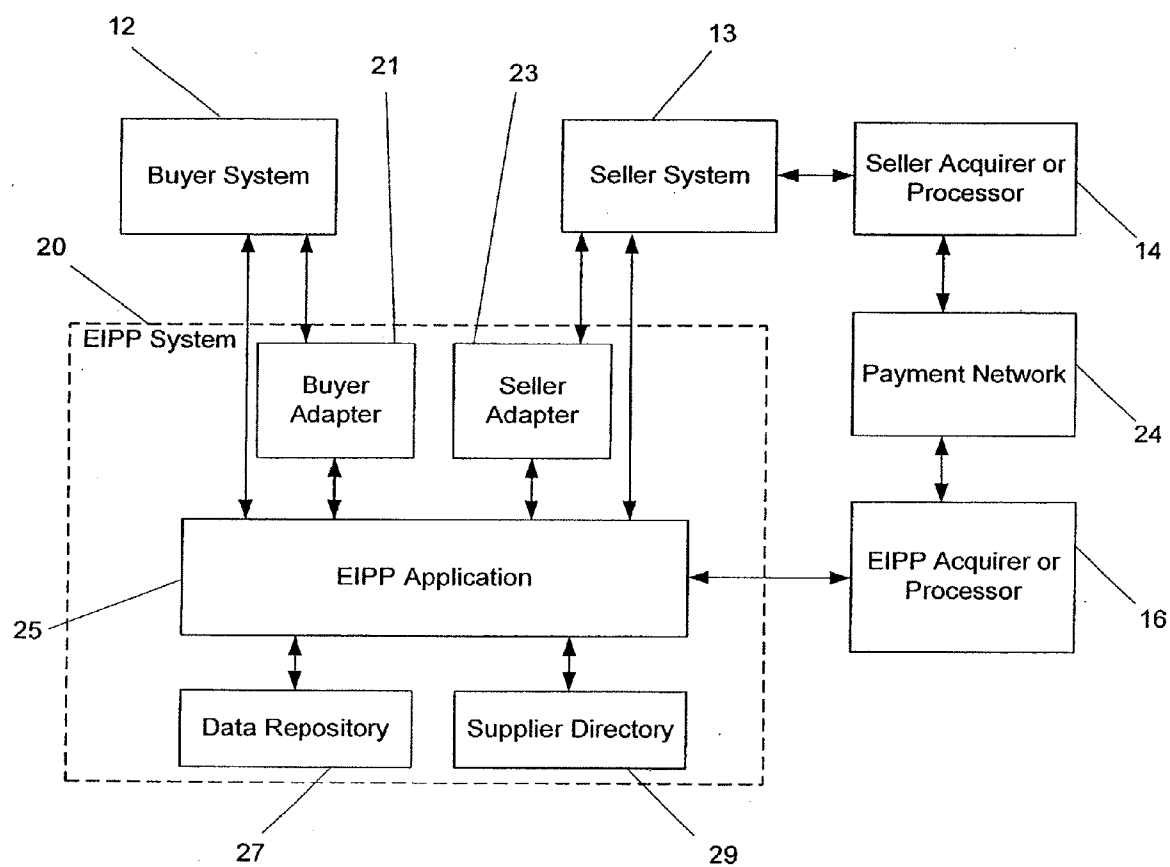 12
21
23
13
Buyer System
Seller System
Seller Acquirer or
Processor
14
20
EIPP System
Buyer
Adapter
Seller
Adapter
Payment Network
24
EIPP Application
EIPP Acquirer or
Processor
25
16
Data Repository
Supplier Directory
27
29